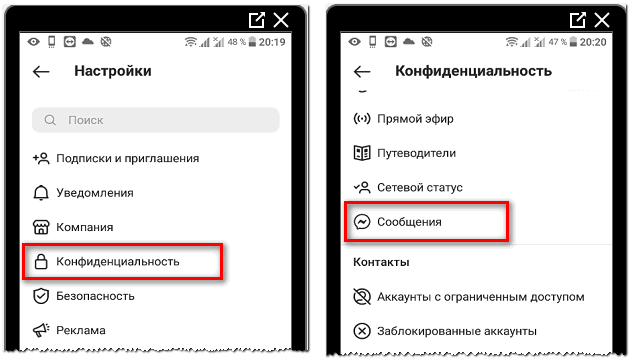 48 % 20:19
Настройки
Поиск
Подписки и приглашения
Уведомления
Компания
Конфиденциальность
Безопасность
Реклама
47 % 20:20
Конфиденциальность
Прямой эфир
Путеводители
Сетевой статус
Сообщения
Контакты
Аккаунты с ограниченным доступом
Заблокированные аккаунты